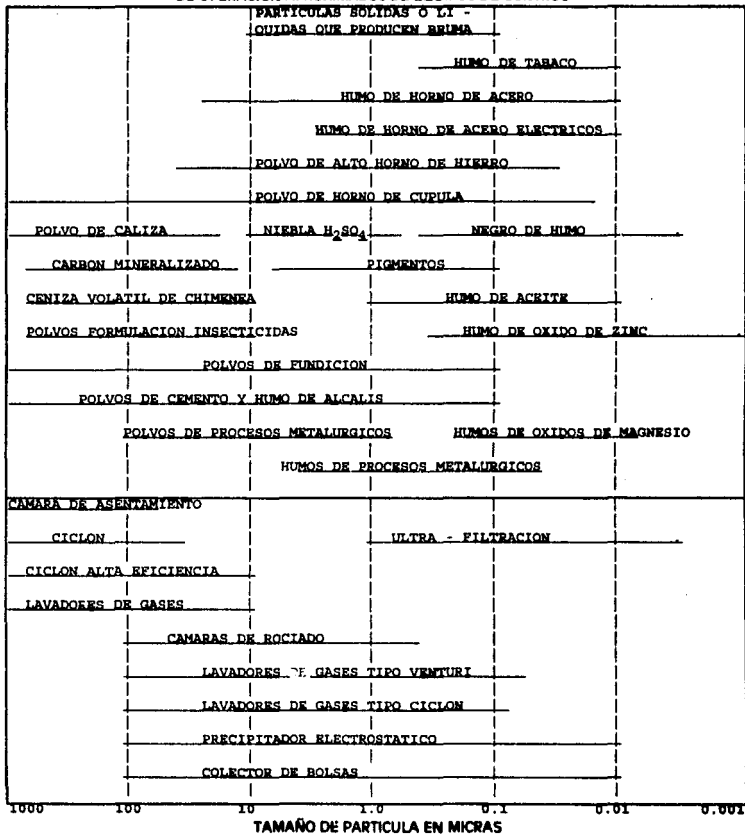 PARTICULAS SOLIDAS O LI -
QUIDAS QUE PRODUCEN BRUMA
HUMO DE TABACO
HUMO DE HORNO DE ACERO
HUMO DE HORNO DE ACERO ELECTRICOS
POLVO DE ALTO HORNO DE HIERRO
POLVO DE HORNO DE CUPULA
POLVO DE CALIZA NIEBLA H2SO4 NEGRO DE HUMO
CARBON MINERALIZADO PIGMENTOS
CENIZA VOLATIL DE CHIMENEA HUMO DE ACEITE
POLVOS FORMULACION INSECTICIDAS HUMO DE OXIDO DE ZINC
POLVOS DE FUNDICION
POLVOS DE CEMENTO Y HUMO DE ALCALIS
POLVOS DE PROCESOS METALURGICOS HUMOS DE OXIDOS DE MAGNESIO
HUMOS DE PROCESOS METALURGICOS
CAMARA DE ASENTAMIENTO
CICLON ULTRA - FILTRACION
CICLON ALTA EFICIENCIA
LAVADORES DE GASES
CAMARAS DE ROCIADO
LAVADORES DE GASES TIPO VENTURI
LAVADORES DE GASES TIPO CICLON
PRECIPITADOR ELECTROSTATICO
COLECTOR DE BOLSAS
1000 100 10 1.0 0.1 0.01 0.001
TAMAÑO DE PARTICULA EN MICRAS